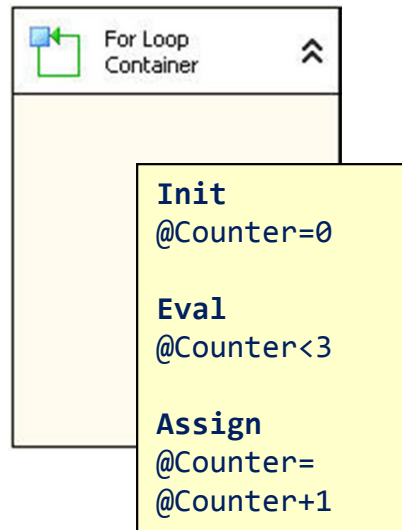 For Loop
Container
Init
@Counter=0
Eval
@Counter<3
Assign
@Counter=
@Counter+1